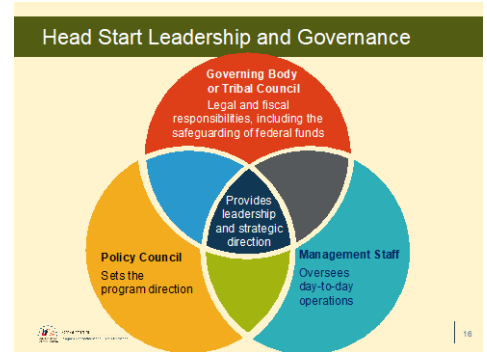 Head Start Leadership and Governance
Governing Body
or Tribal Council
Legal and fiscal
responsibilities, including the
safeguarding of federal funds
Provides
leadership
and strategic
direction
Policy Council
Sets the
program direction
Management Staff
Oversees
day-to-day
operations
16